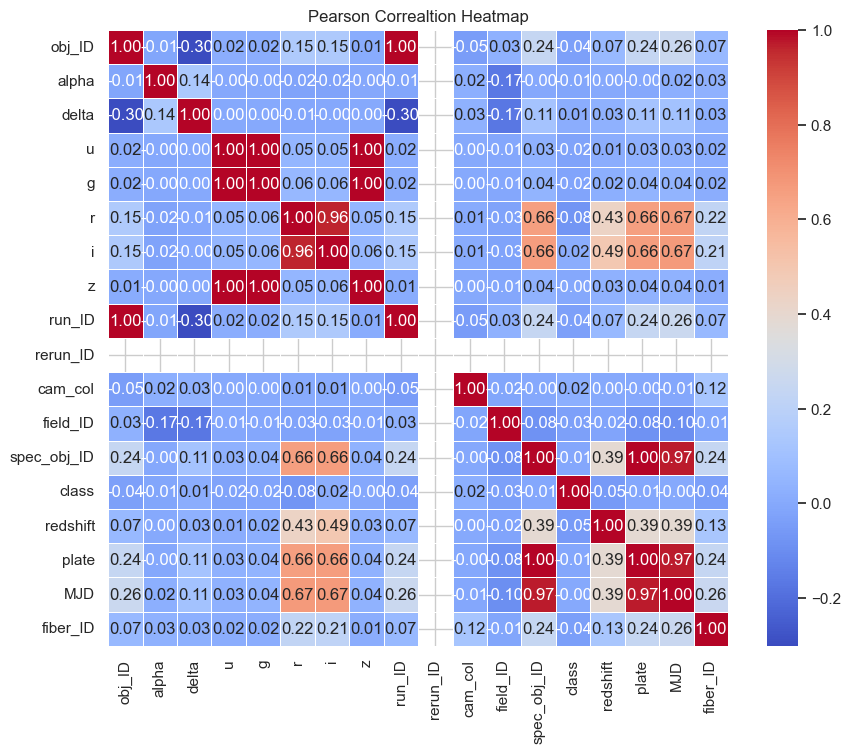 Pearson Correaltion Heatmap
obj_ID 1.00 -0.01 -0.30 0.02 0.02 0.15 0.15 0.01 1.00 -0.05 0.03 0.24 -0.04 0.07 0.24 0.26 0.07
alpha -0.01 1.00 0.14 -0.00 -0.00 -0.02 -0.02 -0.00 -0.01 0.02 -0.17 -0.00 -0.01 0.00 -0.00 0.02 0.03
delta -0.30 0.14 1.00 0.00 0.00 -0.01 -0.00 0.00 -0.30 0.03 -0.17 0.11 0.01 0.03 0.11 0.11 0.03
u 0.02 -0.00 0.00 1.00 1.00 0.05 0.05 1.00 0.02 0.00 -0.01 0.03 -0.02 0.01 0.03 0.03 0.02
g 0.02 -0.00 0.00 1.00 1.00 0.06 0.06 1.00 0.02 0.00 -0.01 0.04 -0.02 0.02 0.04 0.04 0.02
r 0.15 -0.02 -0.01 0.05 0.06 1.00 0.96 0.05 0.15 0.01 -0.03 0.66 -0.08 0.43 0.66 0.67 0.22
i 0.15 -0.02 -0.00 0.05 0.06 0.96 1.00 0.06 0.15 0.01 -0.03 0.66 0.02 0.49 0.66 0.67 0.21
z 0.01 -0.00 0.00 1.00 1.00 0.05 0.06 1.00 0.01 0.00 -0.01 0.04 -0.00 0.03 0.04 0.04 0.01
run_ID 1.00 -0.01 -0.30 0.02 0.02 0.15 0.15 0.01 1.00 -0.05 0.03 0.24 -0.04 0.07 0.24 0.26 0.07
rerun_ID
cam_col -0.05 0.02 0.03 0.00 0.00 0.01 0.01 0.00 -0.05 1.00 -0.02 -0.00 0.02 -0.00 -0.00 -0.01 0.12
field_ID 0.03 -0.17 -0.17 -0.01 -0.01 -0.03 -0.03 -0.01 0.03 -0.02 1.00 -0.08 -0.03 -0.02 -0.08 -0.10 -0.01
spec_obj_ID 0.24 -0.00 0.11 0.03 0.04 0.66 0.66 0.04 0.24 -0.00 -0.08 1.00 -0.01 0.39 1.00 0.97 0.24
class -0.04 -0.01 0.01 -0.02 -0.02 -0.08 0.02 -0.00 -0.04 0.02 -0.03 -0.01 1.00 -0.05 -0.01 -0.00 -0.04
redshift 0.07 0.00 0.03 0.01 0.02 0.43 0.49 0.03 0.07 -0.00 -0.02 0.39 -0.05 1.00 0.39 0.39 0.13
plate 0.24 -0.00 0.11 0.03 0.04 0.66 0.66 0.04 0.24 -0.00 -0.08 1.00 -0.01 0.39 1.00 0.97 0.24
MJD 0.26 0.02 0.11 0.03 0.04 0.67 0.67 0.04 0.26 -0.01 -0.10 0.97 -0.00 0.39 0.97 1.00 0.26
fiber_ID 0.07 0.03 0.03 0.02 0.02 0.22 0.21 0.01 0.07 0.12 -0.01 0.24 -0.04 0.13 0.24 0.26 1.00
obj_ID alpha delta u g r i z run_ID rerun_ID cam_col field_ID spec_obj_ID class redshift plate MJD fiber_ID
1.0
0.8
0.6
0.4
0.2
0.0
−0.2